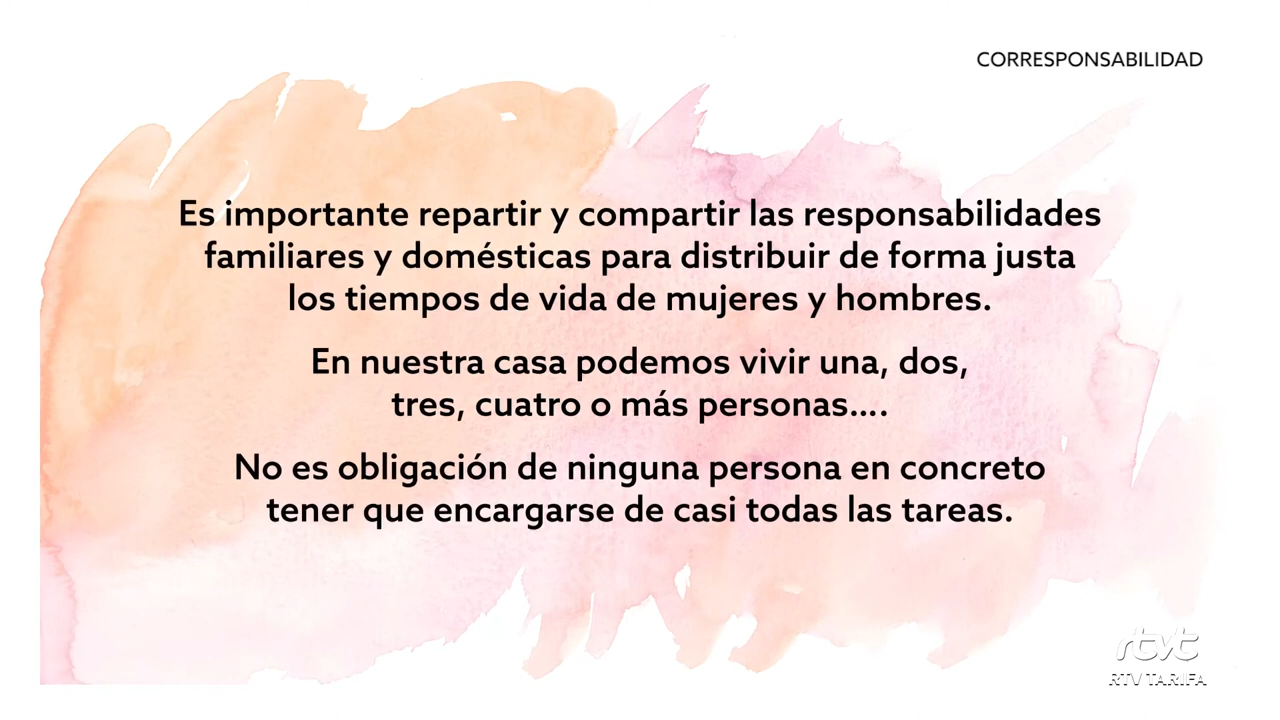 CORRESPONSABILIDAD
Es importante repartir y compartir las responsabilidades
familiares y domésticas para distribuir de forma justa
los tiempos de vida de mujeres y hombres.
En nuestra casa podemos vivir una, dos,
tres, cuatro o más personas....
No es obligación de ninguna persona en concreto
tener que encargarse de casi todas las tareas.
rtvt
RTV TARIFA